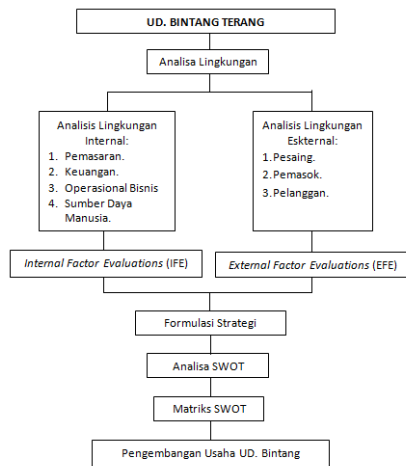 UD. BINTANG TERANG
Analisa Lingkungan
Analisis Lingkungan
Internal:
1. Pemasaran.
2. Keuangan.
3. Operasional Bisnis
4. Sumber Daya
Manusia.
Analisis Lingkungan
Eskternal:
1.Pesaing.
2.Pemasok.
3.Pelanggan.
Internal Factor Evaluations (IFE)
External Factor Evaluations (EFE)
Formulasi Strategi
Analisa SWOT
Matriks SWOT
Pengembangan Usaha UD. Bintang